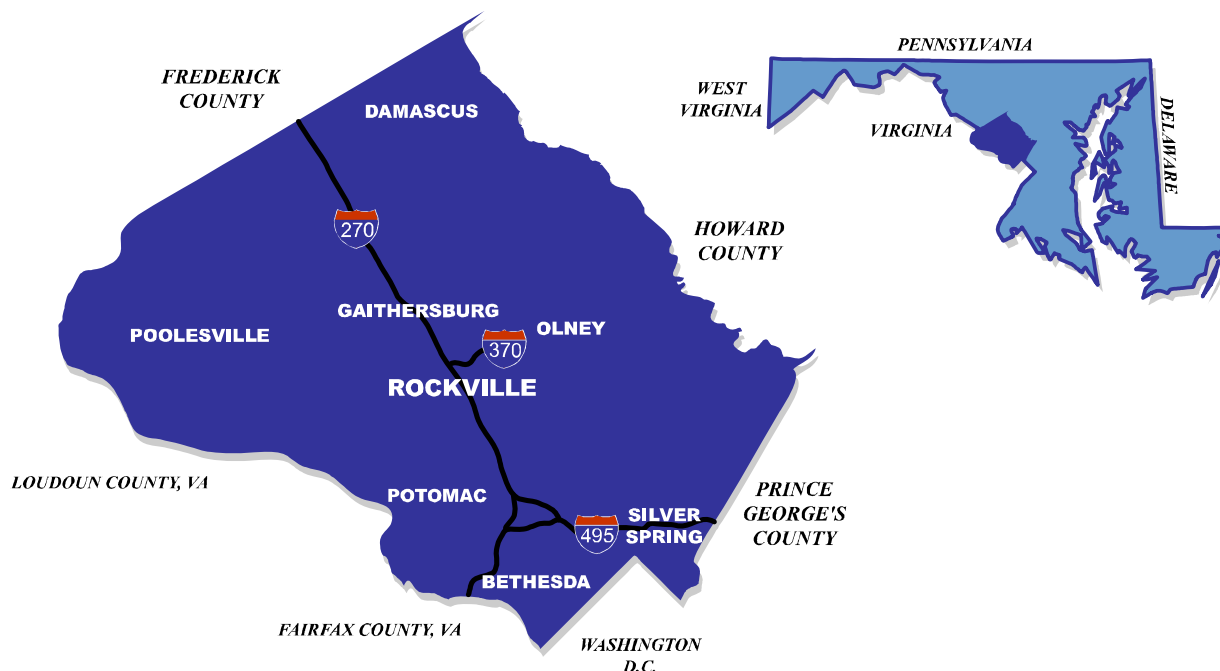 FREDERICK
COUNTY
DAMASCUS
270
HOWARD
COUNTY
GAITHERSBURG
POOLESVILLE
OLNEY
370
ROCKVILLE
LOUDOUN COUNTY, VA
POTOMAC
SILVER
SPRING
495
PRINCE
GEORGE'S
COUNTY
BETHESDA
FAIRFAX COUNTY, VA
WASHINGTON
D.C.
PENNSYLVANIA
WEST
VIRGINIA
VIRGINIA
DELAWARE